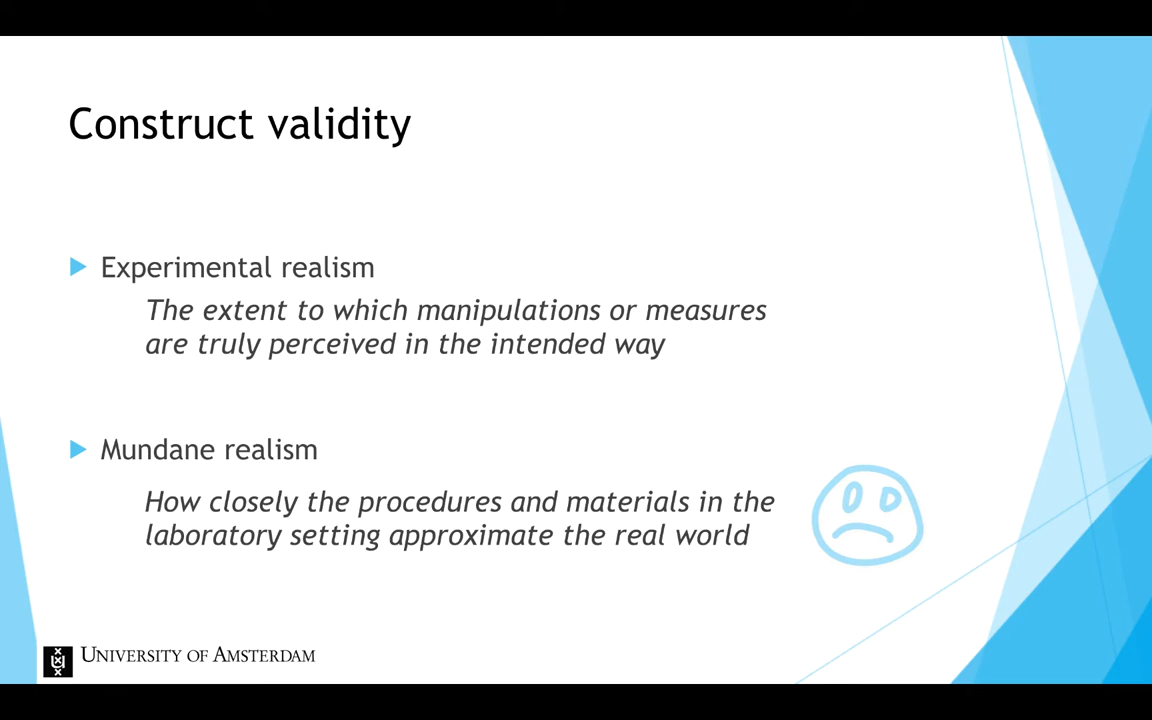 Construct validity
Experimental realism
The extent to which manipulations or measures
are truly perceived in the intended way
Mundane realism
How closely the procedures and materials in the
laboratory setting approximate the real world
UNIVERSITY OF AMSTERDAM